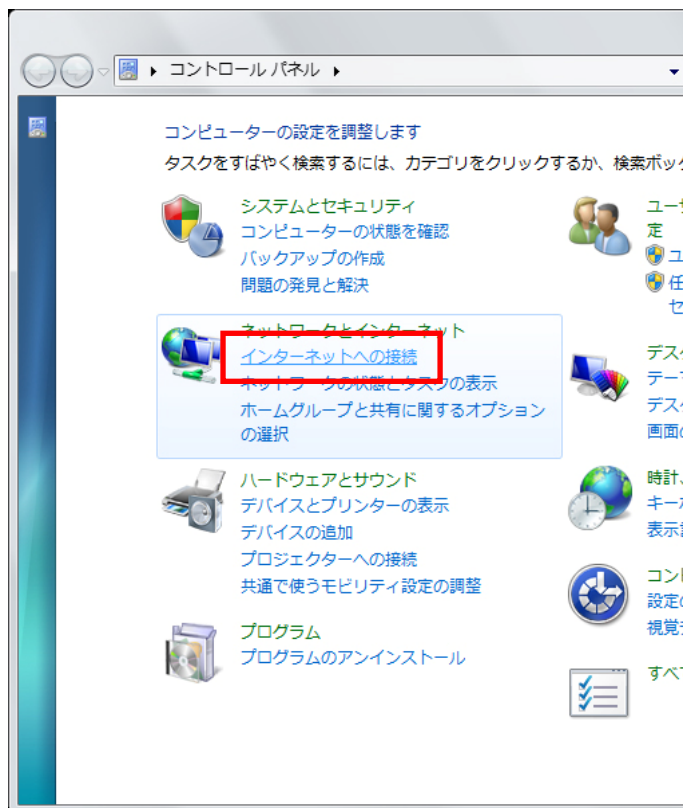 コントロール パネル
コンピューターの設定を調整します
タスクをすばやく検索するには、カテゴリをクリックするか、検索ボッ
システムとセキュリティ
コンピューターの状態を確認
バックアップの作成
問題の発見と解決
ネットワークとインターネット
インターネットへの接続
ネットワークの状態とタスクの表示
ホームグループと共有に関するオプション
の選択
ハードウェアとサウンド
デバイスとプリンターの表示
デバイスの追加
プロジェクターへの接続
共通で使うモビリティ設定の調整
プログラム
プログラムのアンインストール
ユー
定
ユ
任
セ
デス
テー
デス
画面
時計、
キー
表示
コン
設定
視覚
すべ